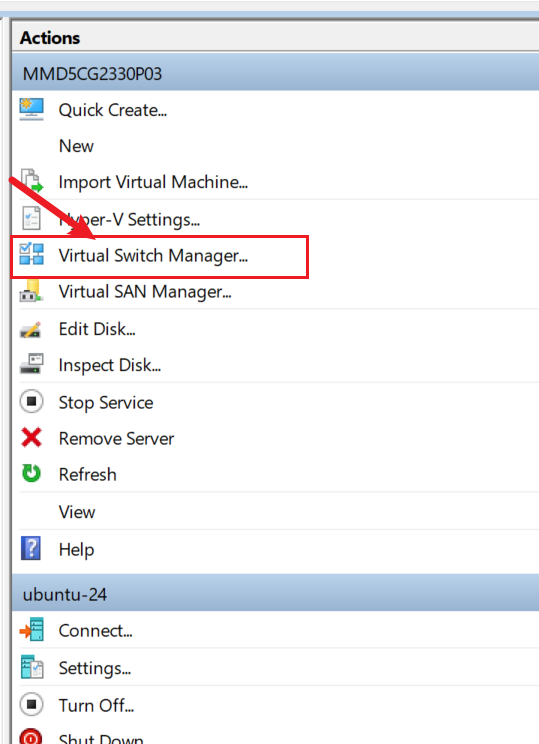 Actions
MMD5CG2330P03
Quick Create...
New
Import Virtual Machine...
Hyper-V Settings...
Virtual Switch Manager...
Virtual SAN Manager...
Edit Disk...
Inspect Disk...
Stop Service
Remove Server
Refresh
View
Help
ubuntu-24
Connect...
Settings...
Turn Off...
Shut Down...